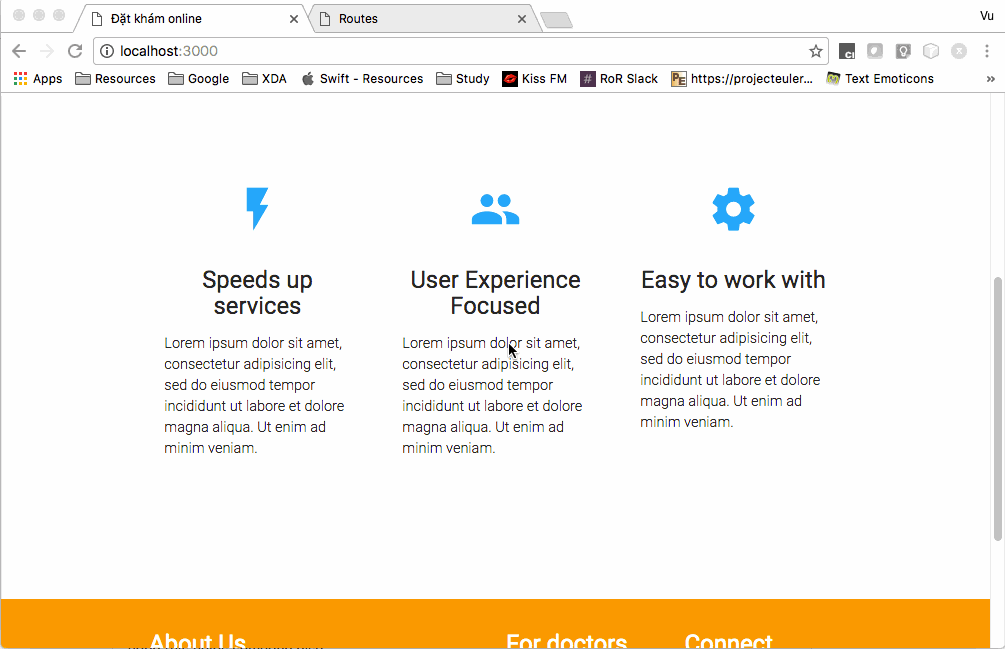 Đặt khám online
Routes
Vu
localhost:3000
Apps
Resources
Google
XDA
Swift - Resources
Study
Kiss FM
RoR Slack
https://projecteuler...
Text Emoticons
»
Speeds up
services
Lorem ipsum dolor sit amet,
consectetur adipisicing elit,
sed do eiusmod tempor
incididunt ut labore et dolore
magna aliqua. Ut enim ad
minim veniam.
User Experience
Focused
Lorem ipsum dolor sit amet,
consectetur adipisicing elit,
sed do eiusmod tempor
incididunt ut labore et dolore
magna aliqua. Ut enim ad
minim veniam.
Easy to work with
Lorem ipsum dolor sit amet,
consectetur adipisicing elit,
sed do eiusmod tempor
incididunt ut labore et dolore
magna aliqua. Ut enim ad
minim veniam.
About Us
For doctors
Connect